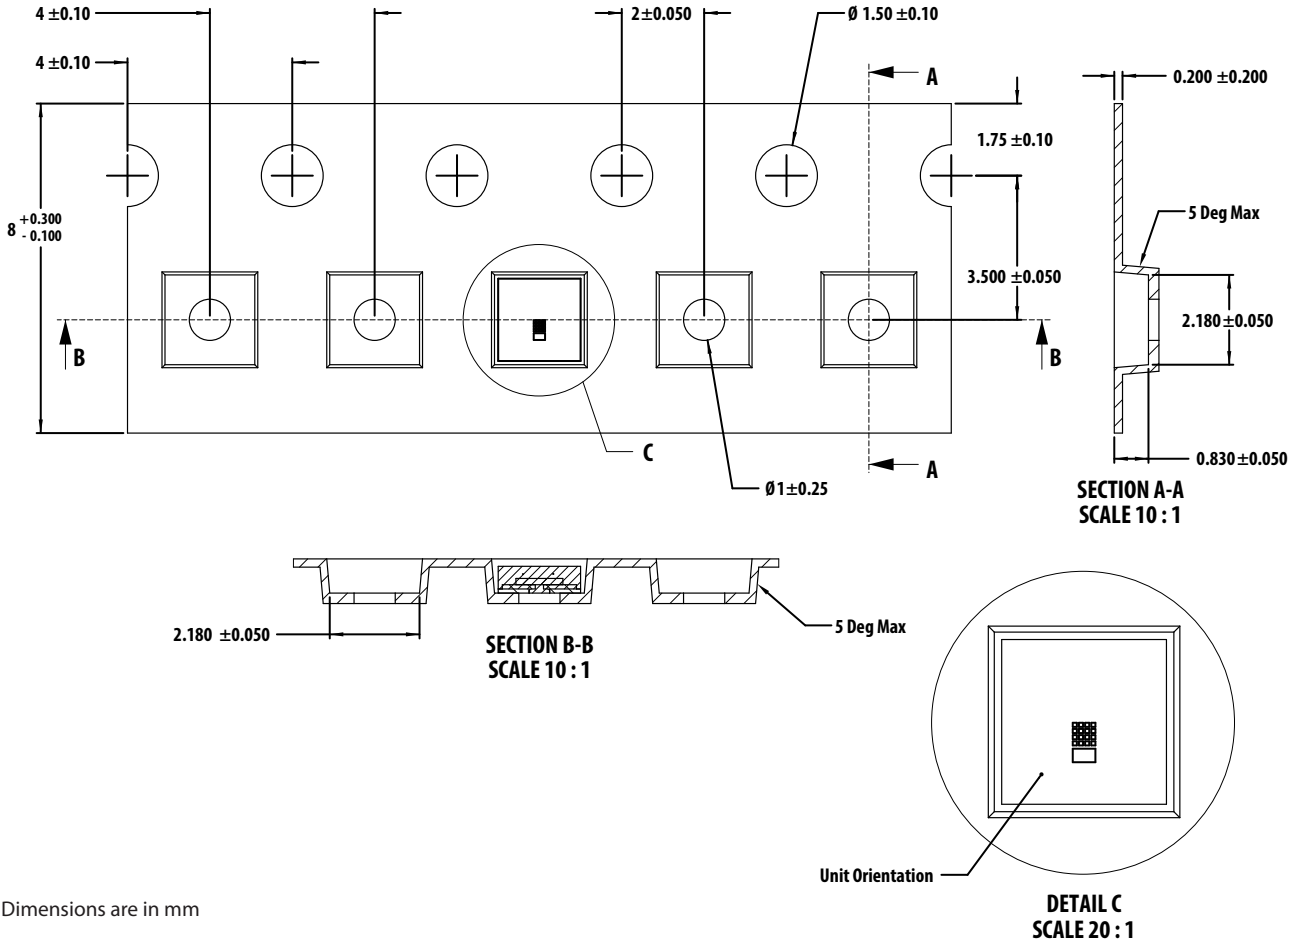 4 ±0.10
2±0.050
Ø 1.50 ±0.10
4 ±0.10
A
0.200 ±0.200
1.75 ±0.10
8 +0.300
- 0.100
5 Deg Max
3.500 ±0.050
2.180 ±0.050
B
B
C
A
0.830 ±0.050
Ø1±0.25
SECTION A-A
SCALE 10 : 1
2.180 ±0.050
5 Deg Max
SECTION B-B
SCALE 10 : 1
Unit Orientation
DETAIL C
SCALE 20 : 1
Dimensions are in mm